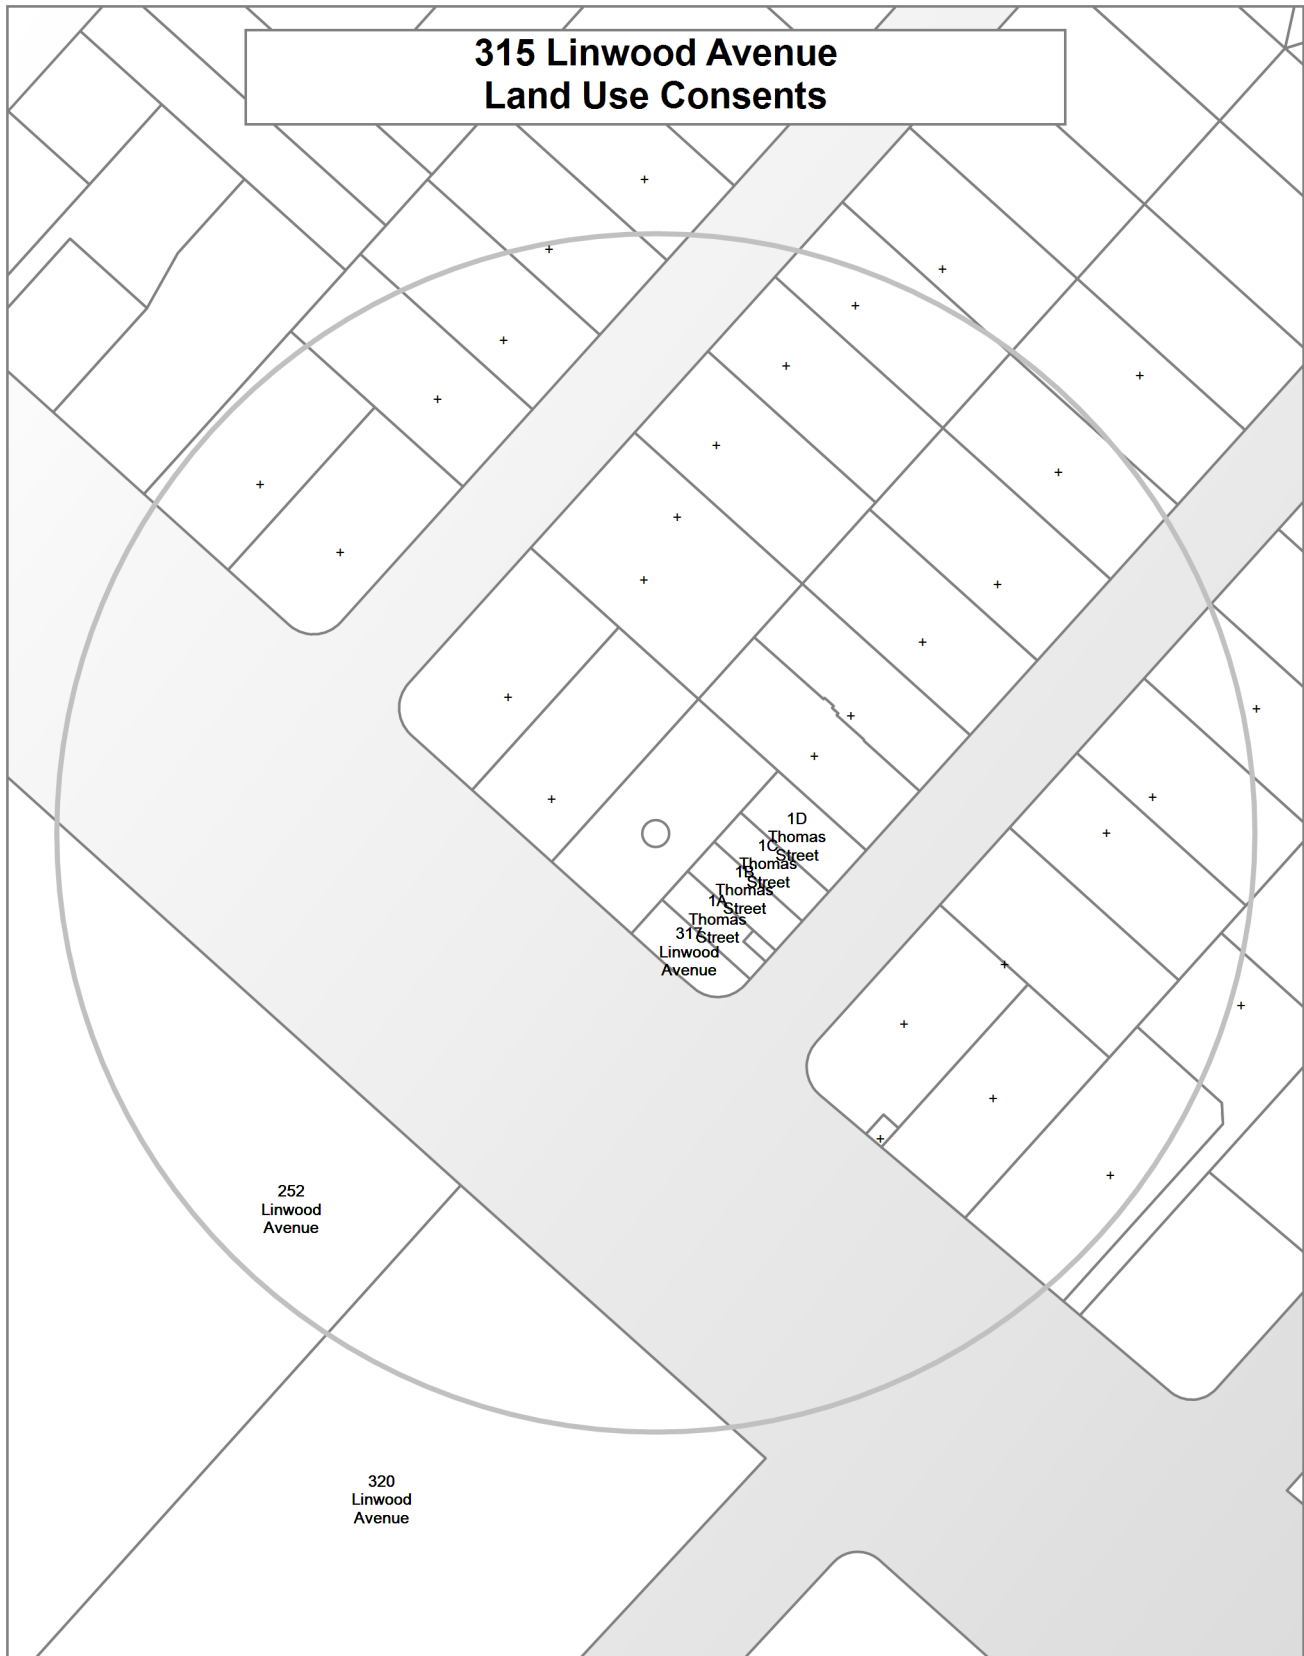 315 Linwood Avenue
Land Use Consents
1D
Thomas
Street
1C
Thomas
Street
1B
Thomas
Street
1A
Thomas
Street
317
Linwood
Avenue
252
Linwood
Avenue
320
Linwood
Avenue